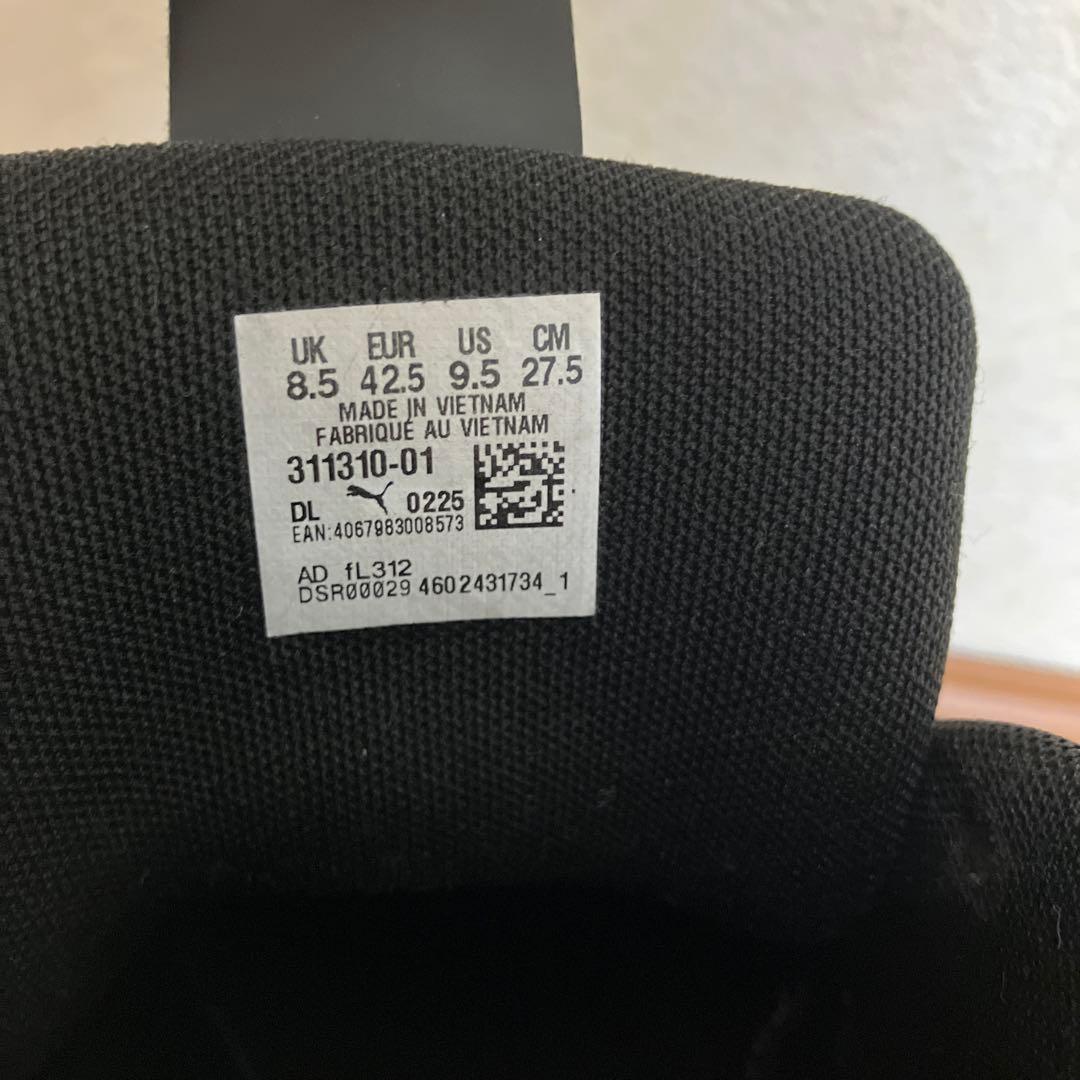 UK EUR US CM
8.5 42.5 9.5 27.5
MADE IN VIETNAM
FABRIQUÉ AU VIETNAM
311310-01
DL 0225
EAN:4067983008573
AD fL312
DSR00029 4602431734_1